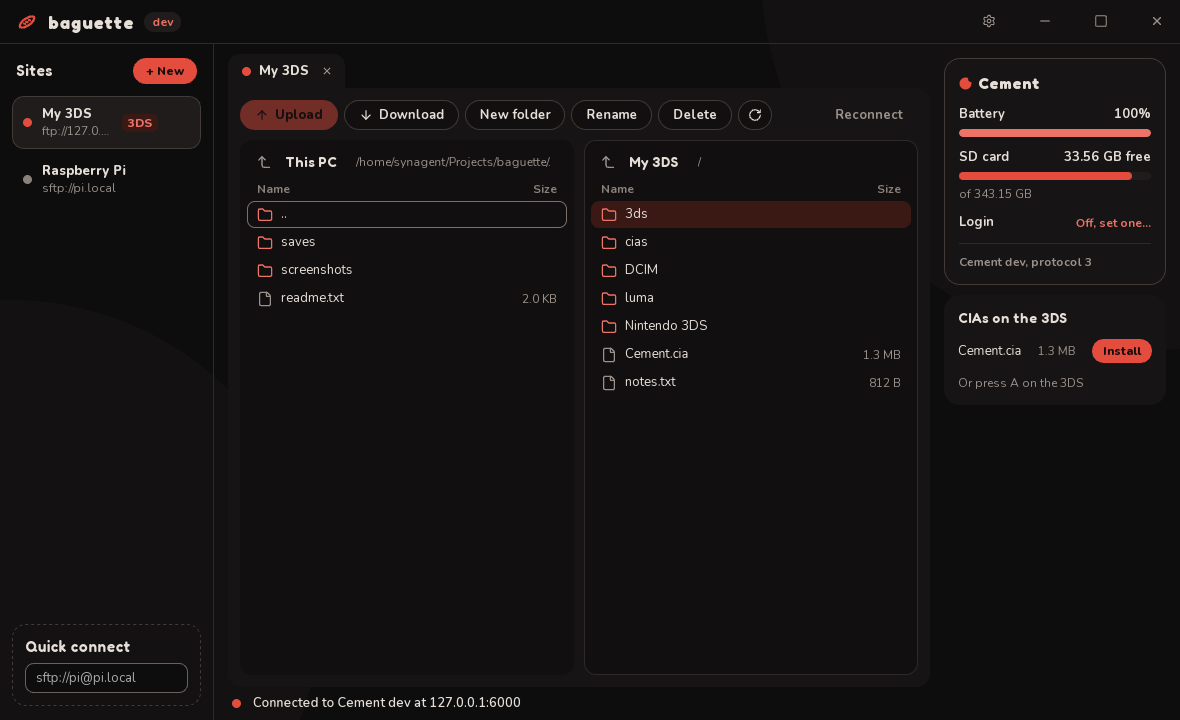 baguette dev
Sites
+ New
My 3DS
ftp://127.0....
3DS
Raspberry Pi
sftp://pi.local
Quick connect
sftp://pi@pi.local
My 3DS
Upload
Download
New folder
Rename
Delete
Reconnect
This PC /home/synagent/Projects/baguette/.
Name Size
..
saves
screenshots
readme.txt 2.0 KB
My 3DS /
Name Size
3ds
cias
DCIM
luma
Nintendo 3DS
Cement.cia 1.3 MB
notes.txt 812 B
Connected to Cement dev at 127.0.0.1:6000
Cement
Battery 100%
SD card 33.56 GB free
of 343.15 GB
Login Off, set one...
Cement dev, protocol 3
CIAs on the 3DS
Cement.cia 1.3 MB Install
Or press A on the 3DS